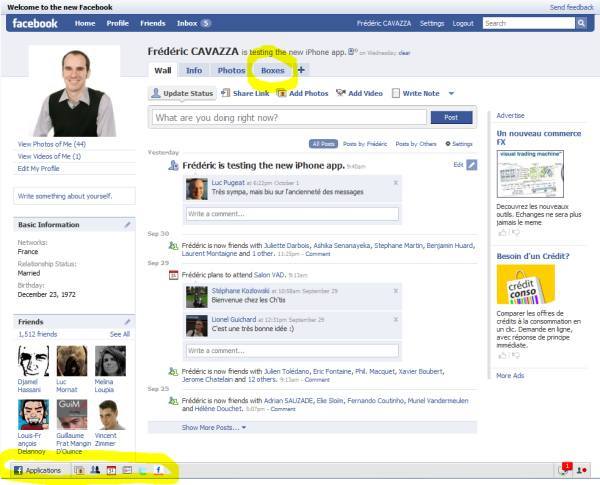 Welcome to the new Facebook
Send feedback
facebook Home Profile Friends Inbox 5 Frédéric CAVAZZA Settings Logout Search
Frédéric CAVAZZA is testing the new iPhone app. on Wednesday clear
Wall Info Photos Boxes +
Update Status Share Link Add Photos Add Video Write Note
What are you doing right now? Post
All Posts Posts by Frédéric Posts by Others Settings
View Photos of Me (44)
View Videos of Me (1)
Edit My Profile
Write something about yourself.
Basic Information
Networks:
France
Relationship Status:
Married
Birthday:
December 23, 1972
Friends
1,512 friends See All
Djamel Hassani
Luc Mornat
Melina Loupia
GuiM
Louis-François Delannoy
Guillaume Frat Mangin D'Ouince
Vincent Zimmer
Yesterday
Frédéric is testing the new iPhone app. 9:40pm Edit
Luc Pugeat at 6:22pm October 1 x
Très sympa, mais biu sur l'ancienneté des messages
Write a comment...
Sep 30
Frédéric is now friends with Juliette Darbois, Ashika Senanayeka, Stephane Martin, Benjamin Huard,
Laurent Montaigne and 1 other. 11:25pm - Comment
Sep 29
Frédéric plans to attend Salon VAD. 9:13am
Stéphane Kozlowski at 10:58am September 29 x
Bienvenue chez les Ch'tis
Lionel Guichard at 12:31pm September 29 x
C'est une très bonne idée :)
Write a comment...
Frédéric is now friends with Julien Tolédano, Eric Fontaine, Phil. Macquet, Xavier Boubert,
Jerome Chatelain and 12 others. 9:13am - Comment
Sep 25
Frédéric is now friends with Adrian SAUZADE, Elie Sloïm, Fernando Coutinho, Muriel Vandermeulen
and Hélène Douchet. 5:07pm - Comment
Show More Posts...
Advertise
Un nouveau commerce
FX
visual trading machine
Decouvrez les nouveaux
outils. Echanges ne sera plus
jamais le meme
Besoin d'un Crédit?
crédit
conso
Comparer les offres de
crédits à la consommation en
un clic. Demande en ligne,
avec réponse de principe
immédiate.
More Ads
Applications
1